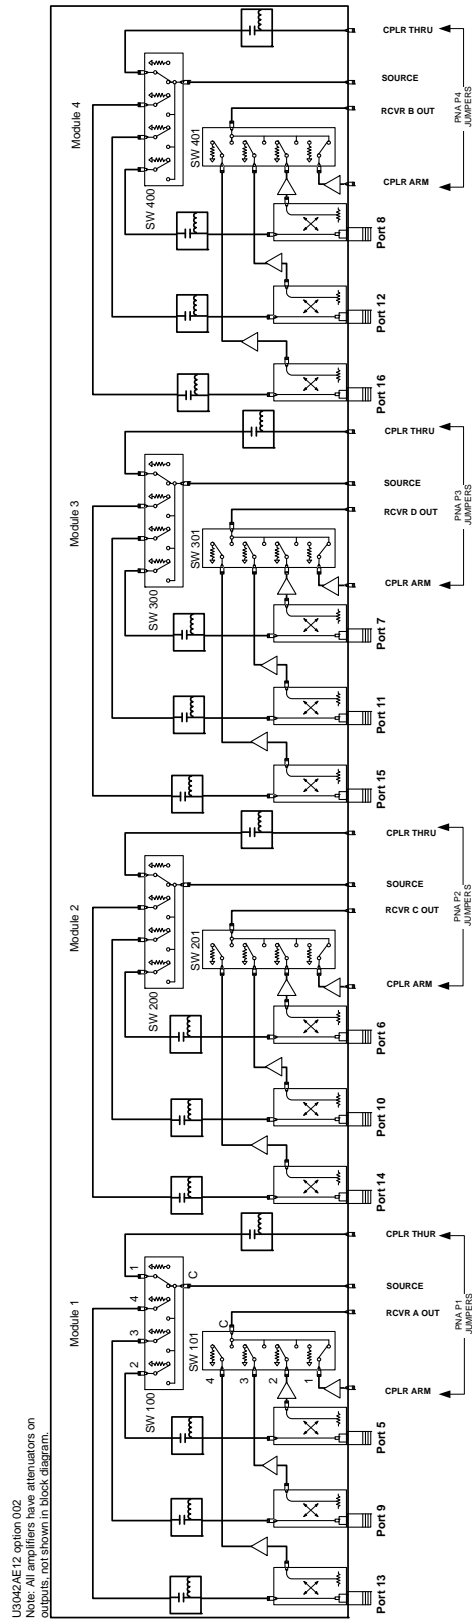 U3042AE12 option 002
Note: All amplifiers have attenuators on
outputs, not shown in block diagram.
Module 4
SW 400
SW 401
CPLR THRU
SOURCE
RCVR B OUT
CPLR ARM
PNA P4
JUMPERS
Port 8
Port 12
Port 16
Module 3
SW 300
SW 301
CPLR THRU
SOURCE
RCVR D OUT
CPLR ARM
PNA P3
JUMPERS
Port 7
Port 11
Port 15
Module 2
SW 200
SW 201
CPLR THRU
SOURCE
RCVR C OUT
CPLR ARM
PNA P2
JUMPERS
Port 6
Port 10
Port 14
Module 1
1
4
3
2
C
SW 100
SW 101
C
4
3
2
1
CPLR THUR
SOURCE
RCVR A OUT
CPLR ARM
PNA P1
JUMPERS
Port 5
Port 9
Port 13